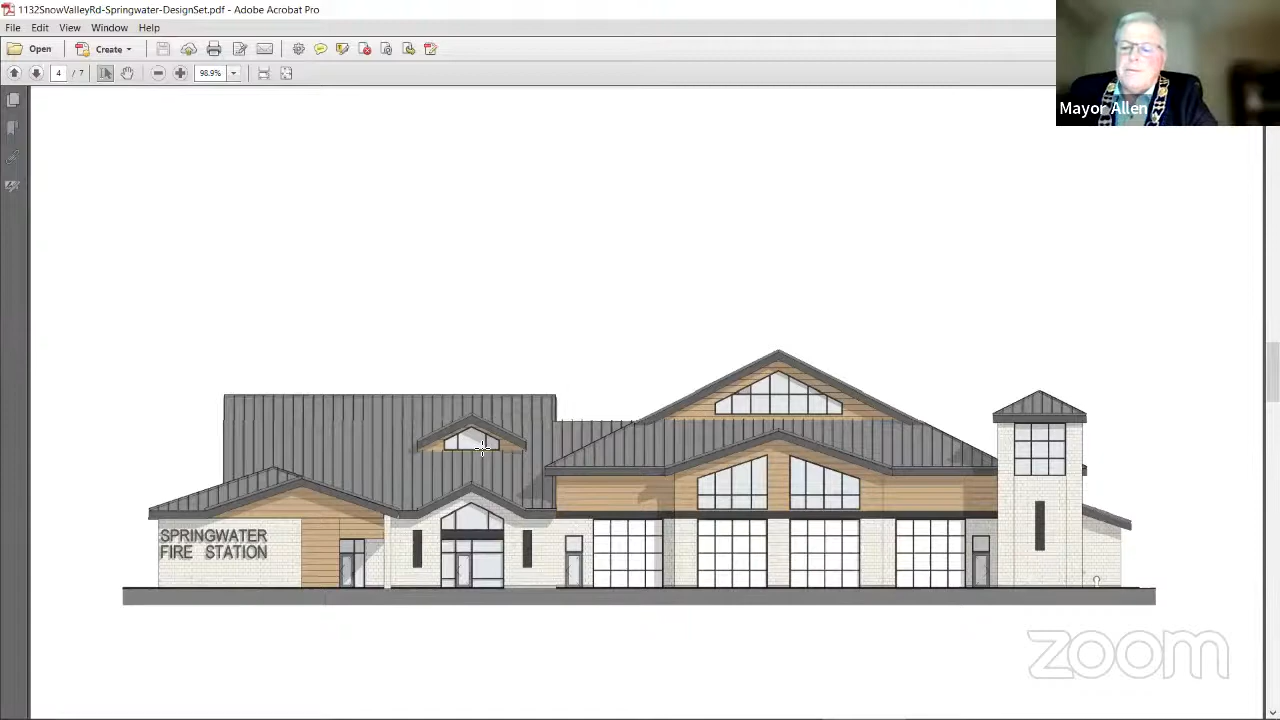 1132SnowValleyRd-Springwater-DesignSet.pdf - Adobe Acrobat Pro
File Edit View Window Help
Open Create
4 / 7 98.9%
Mayor Allen
SPRINGWATER
FIRE STATION
zoom